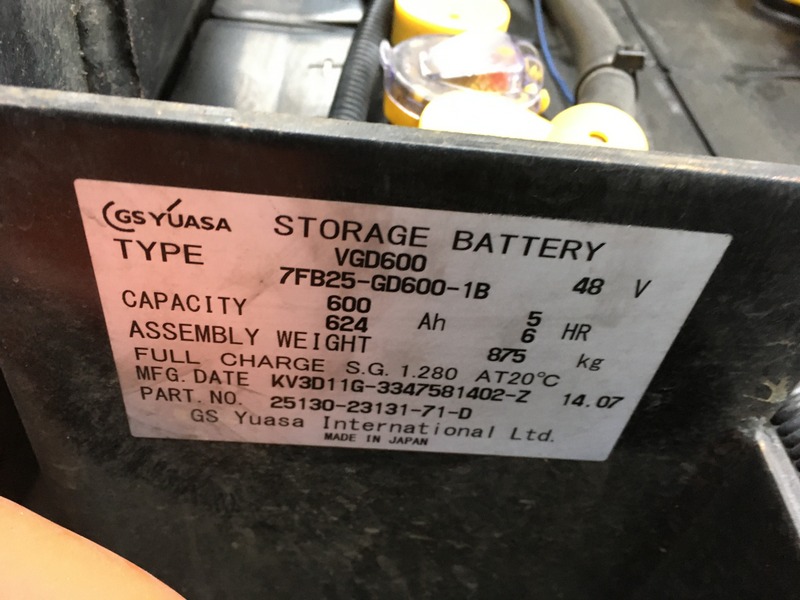 GS YUASA STORAGE BATTERY
TYPE VGD600
7FB25-GD600-1B 48 V
CAPACITY 600 Ah 5 HR
624 6
ASSEMBLY WEIGHT 875 kg
FULL CHARGE S.G. 1.280 AT20°C
MFG. DATE KV3D11G-3347581402-Z 14.07
PART. NO. 25130-23131-71-D
GS Yuasa International Ltd.
MADE IN JAPAN